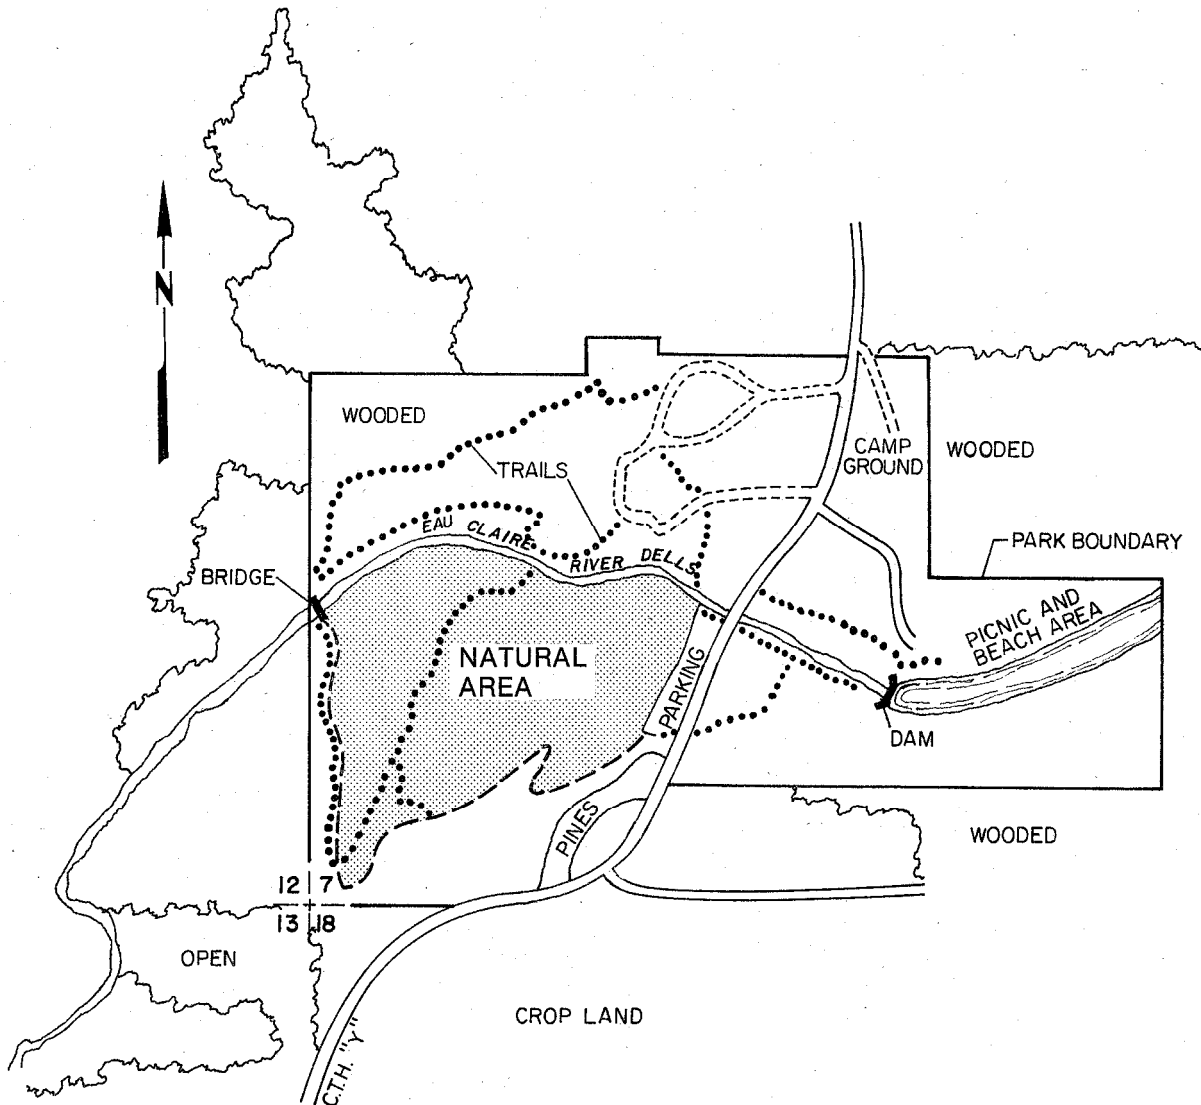 N
WOODED
TRAILS
CAMP
GROUND
WOODED
EAU CLAIRE RIVER DELLS
PARK BOUNDARY
BRIDGE
PICNIC AND
BEACH AREA
NATURAL
AREA
PARKING
DAM
PINES
WOODED
12 7
13 18
OPEN
CROP LAND
C.T.H. "Y"